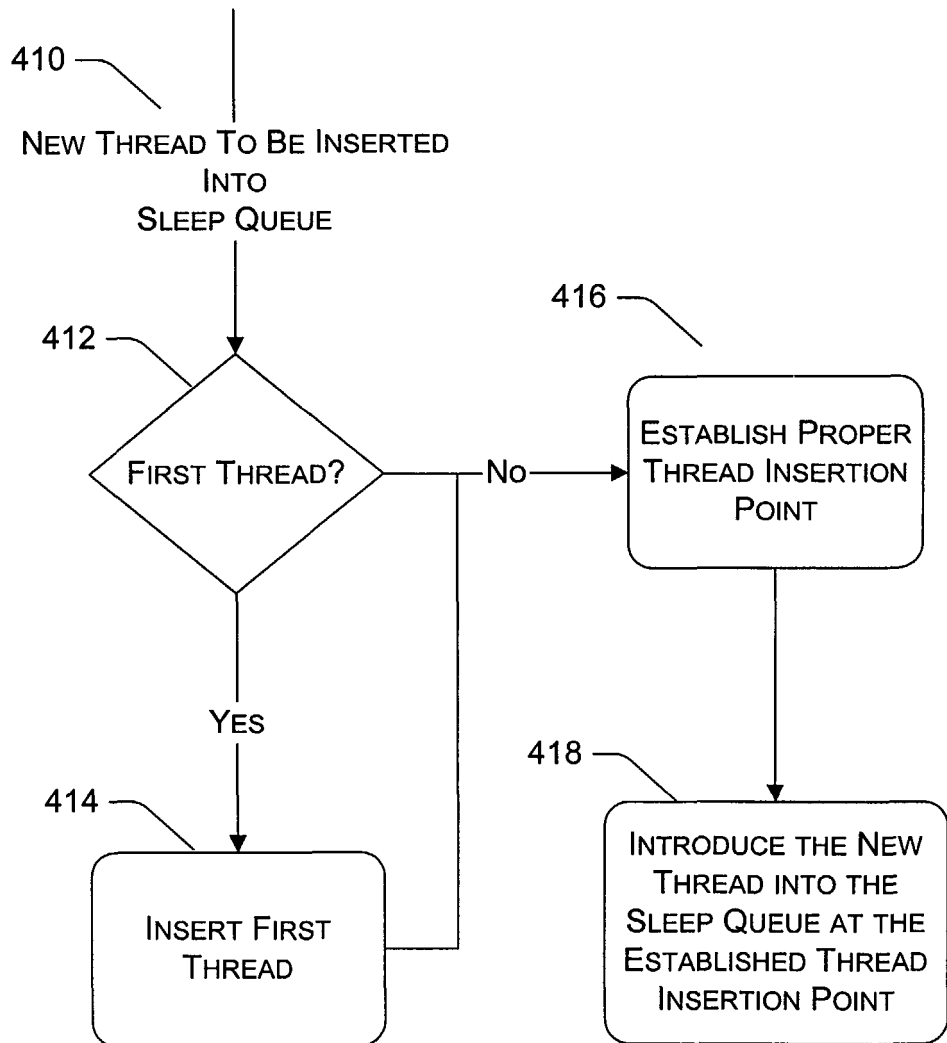 410
NEW THREAD TO BE INSERTED
INTO
SLEEP QUEUE
412
FIRST THREAD?
No
416
ESTABLISH PROPER
THREAD INSERTION
POINT
YES
414
INSERT FIRST
THREAD
418
INTRODUCE THE NEW
THREAD INTO THE
SLEEP QUEUE AT THE
ESTABLISHED THREAD
INSERTION POINT